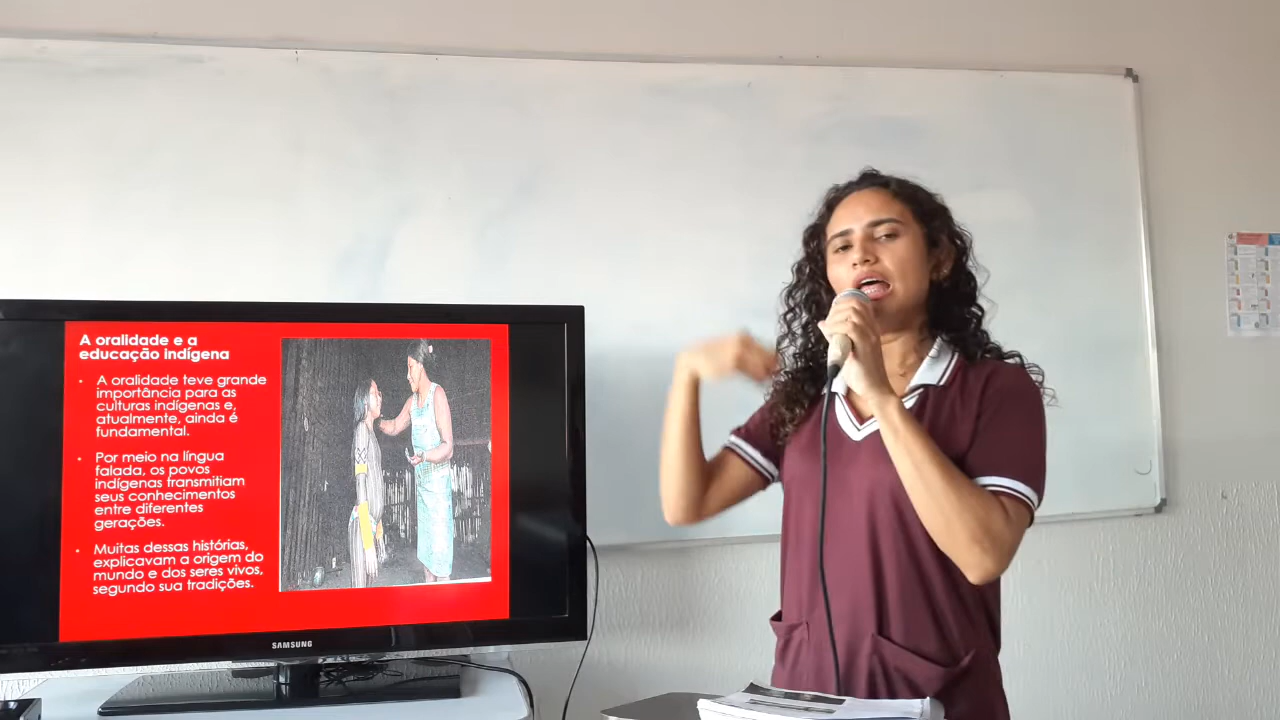 A oralidade e a
educação indígena
• A oralidade teve grande
importância para as
culturas indígenas e,
atualmente, ainda é
fundamental.
• Por meio na língua
falada, os povos
indígenas transmitiam
seus conhecimentos
entre diferentes
gerações.
• Muitas dessas histórias,
explicavam a origem do
mundo e dos seres vivos,
segundo sua tradições.
SAMSUNG